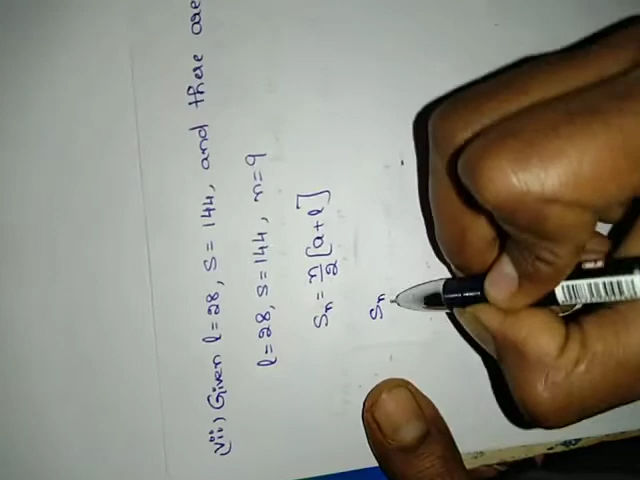 (vii) Given l=28, S=144, and there are
l=28, S=144, n=9
Sn = n/2 [a+l]
Sn